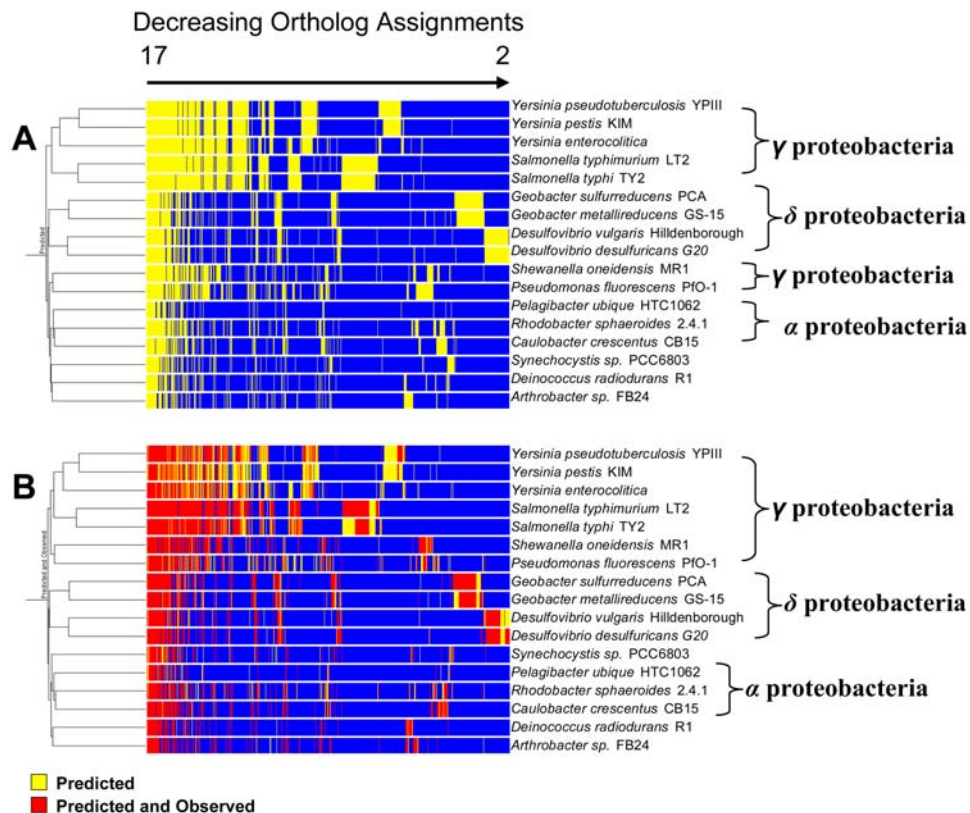 Decreasing Ortholog Assignments
17 2
A
Predicted
Yersinia pseudotuberculosis YPIII
Yersinia pestis KIM
Yersinia enterocolitica
Salmonella typhimurium LT2
Salmonella typhi TY2
Geobacter sulfurreducens PCA
Geobacter metallireducens GS-15
Desulfovibrio vulgaris Hilldenborough
Desulfovibrio desulfuricans G20
Shewanella oneidensis MR1
Pseudomonas fluorescens PfO-1
Pelagibacter ubique HTC1062
Rhodobacter sphaeroides 2.4.1
Caulobacter crescentus CB15
Synechocystis sp. PCC6803
Deinococcus radiodurans R1
Arthrobacter sp. FB24
γ proteobacteria
δ proteobacteria
γ proteobacteria
α proteobacteria
B
Predicted and Observed
Yersinia pseudotuberculosis YPIII
Yersinia pestis KIM
Yersinia enterocolitica
Salmonella typhimurium LT2
Salmonella typhi TY2
Shewanella oneidensis MR1
Pseudomonas fluorescens PfO-1
Geobacter sulfurreducens PCA
Geobacter metallireducens GS-15
Desulfovibrio vulgaris Hilldenborough
Desulfovibrio desulfuricans G20
Synechocystis sp. PCC6803
Pelagibacter ubique HTC1062
Rhodobacter sphaeroides 2.4.1
Caulobacter crescentus CB15
Deinococcus radiodurans R1
Arthrobacter sp. FB24
γ proteobacteria
δ proteobacteria
α proteobacteria
Predicted
Predicted and Observed